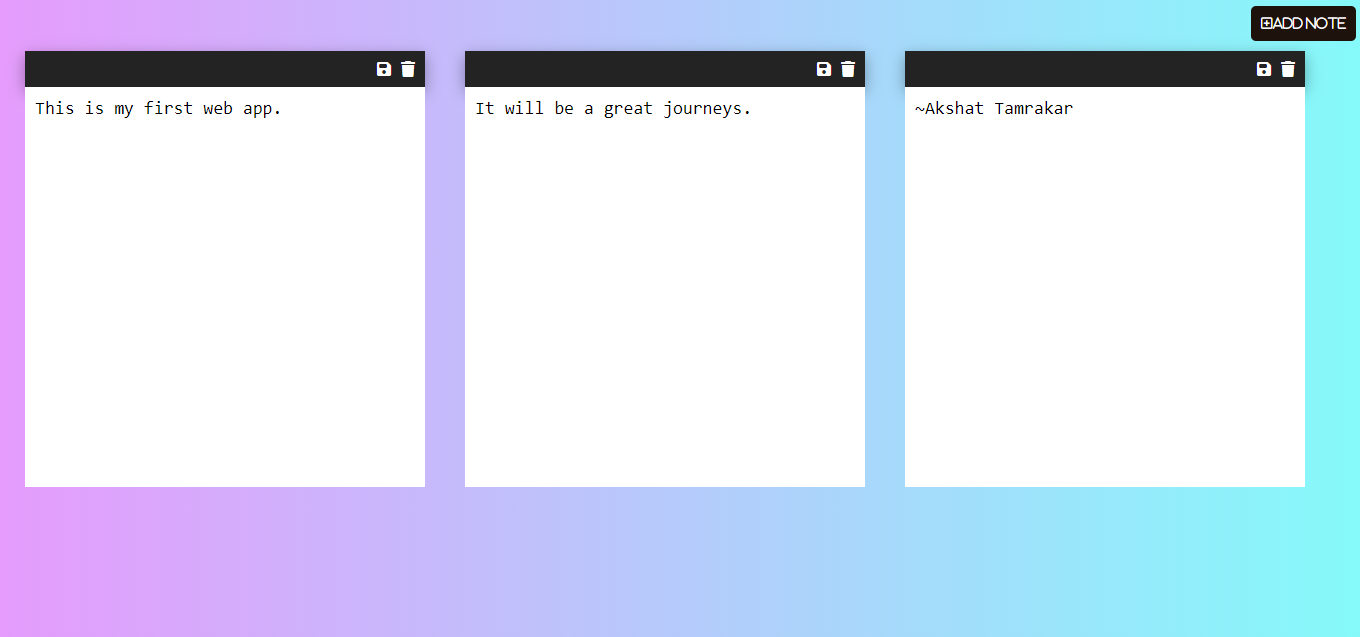 ADD NOTE
This is my first web app.
It will be a great journeys.
~Akshat Tamrakar